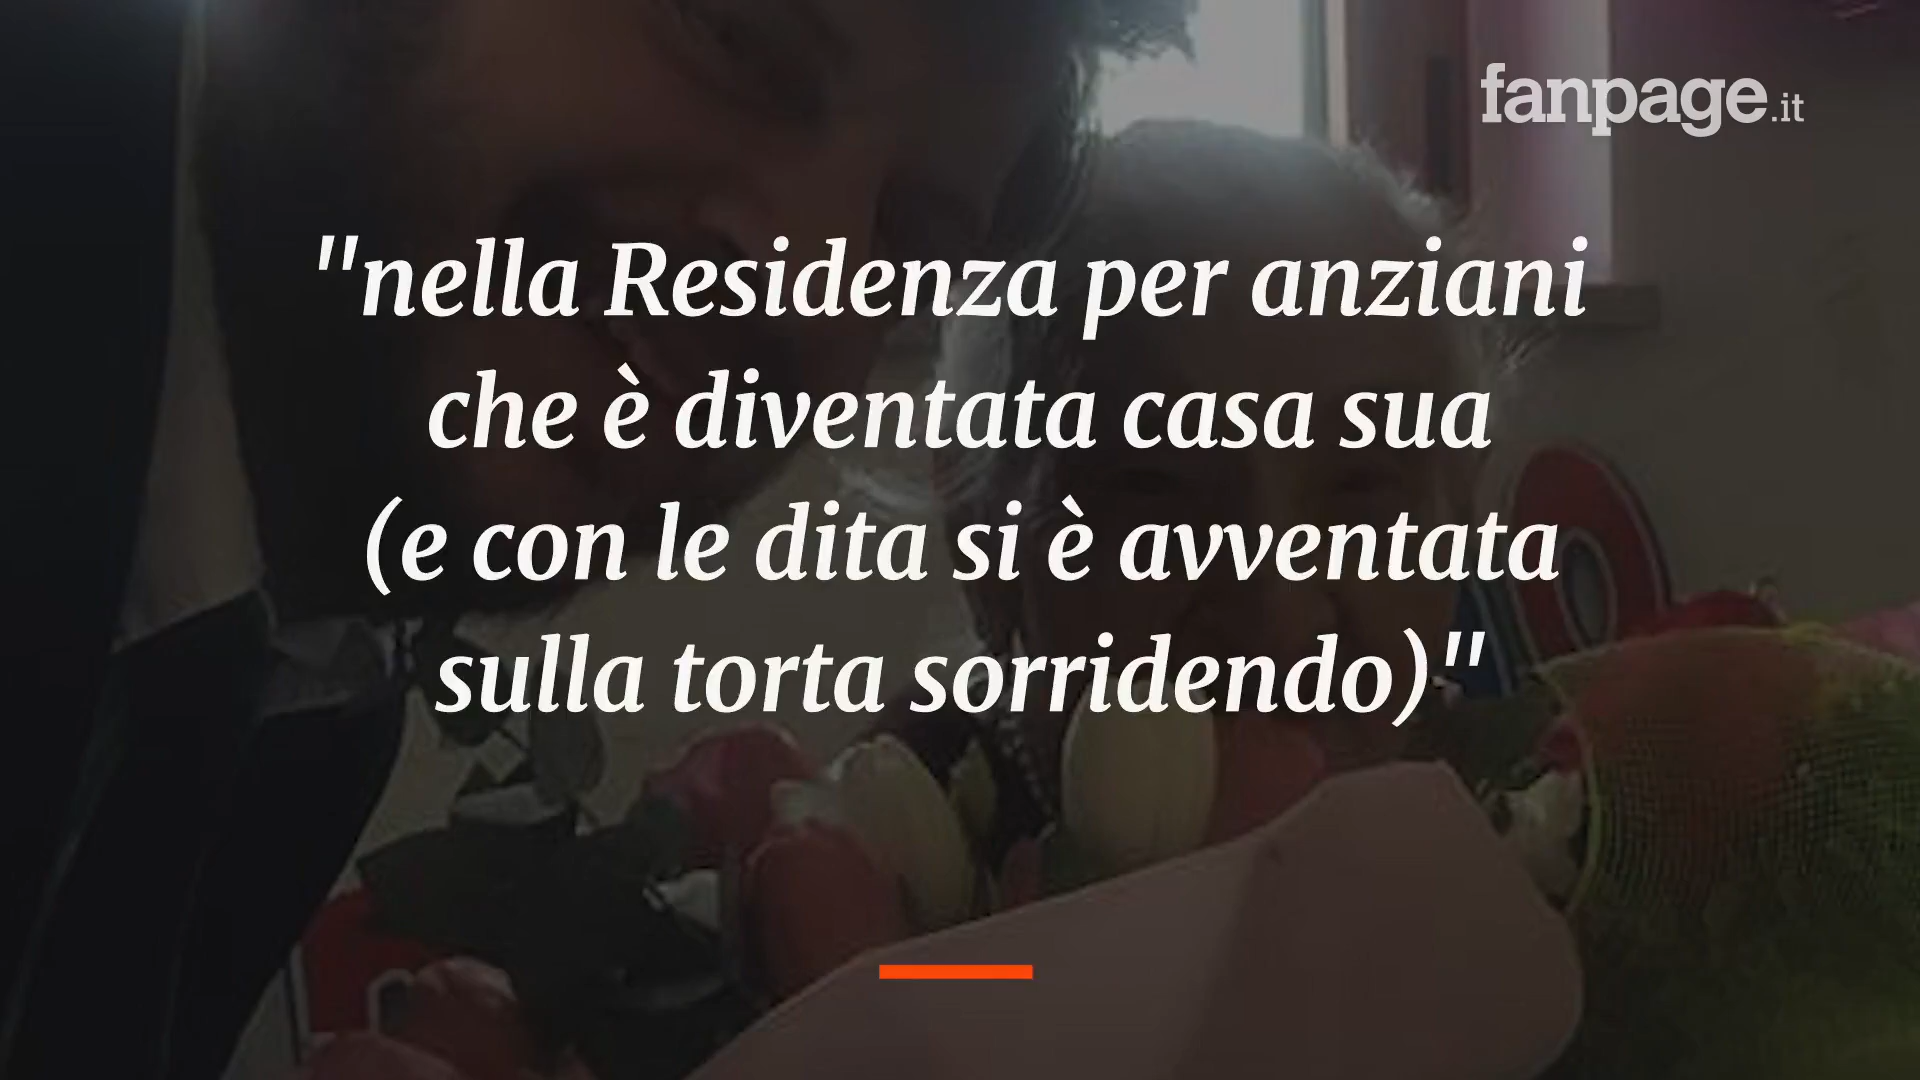 fanpage.it
"nella Residenza per anziani
che è diventata casa sua
(e con le dita si è avventata
sulla torta sorridendo)"